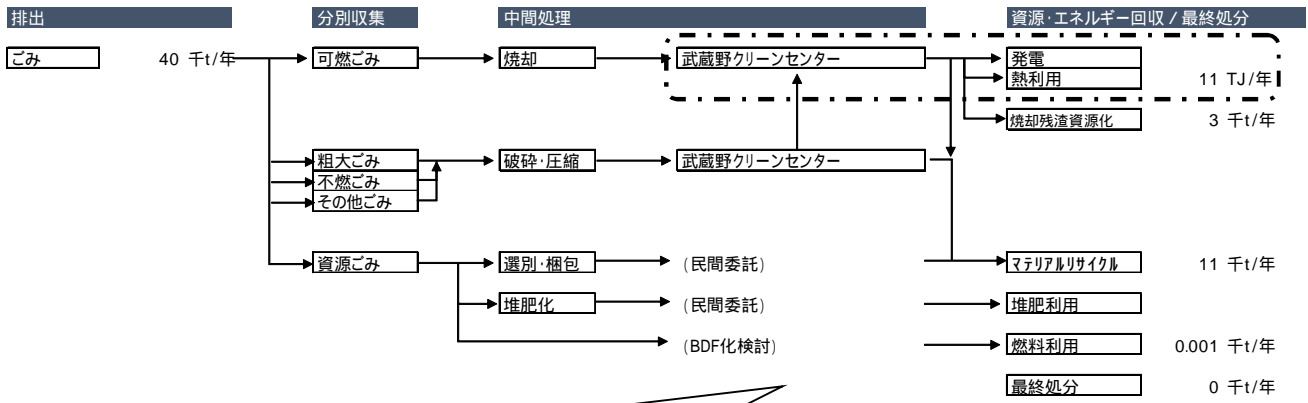 排出 分別収集 中間処理 資源・エネルギー回収 / 最終処分
ごみ 40 千t/年 可燃ごみ 焼却 武蔵野クリーンセンター 発電
熱利用 11 TJ/年
焼却残渣資源化 3 千t/年
粗大ごみ 破砕・圧縮 武蔵野クリーンセンター
不燃ごみ
その他ごみ
資源ごみ 選別・梱包 (民間委託) マテリアルリサイクル 11 千t/年
堆肥化 (民間委託) 堆肥利用
(BDF化検討) 燃料利用 0.001 千t/年
最終処分 0 千t/年